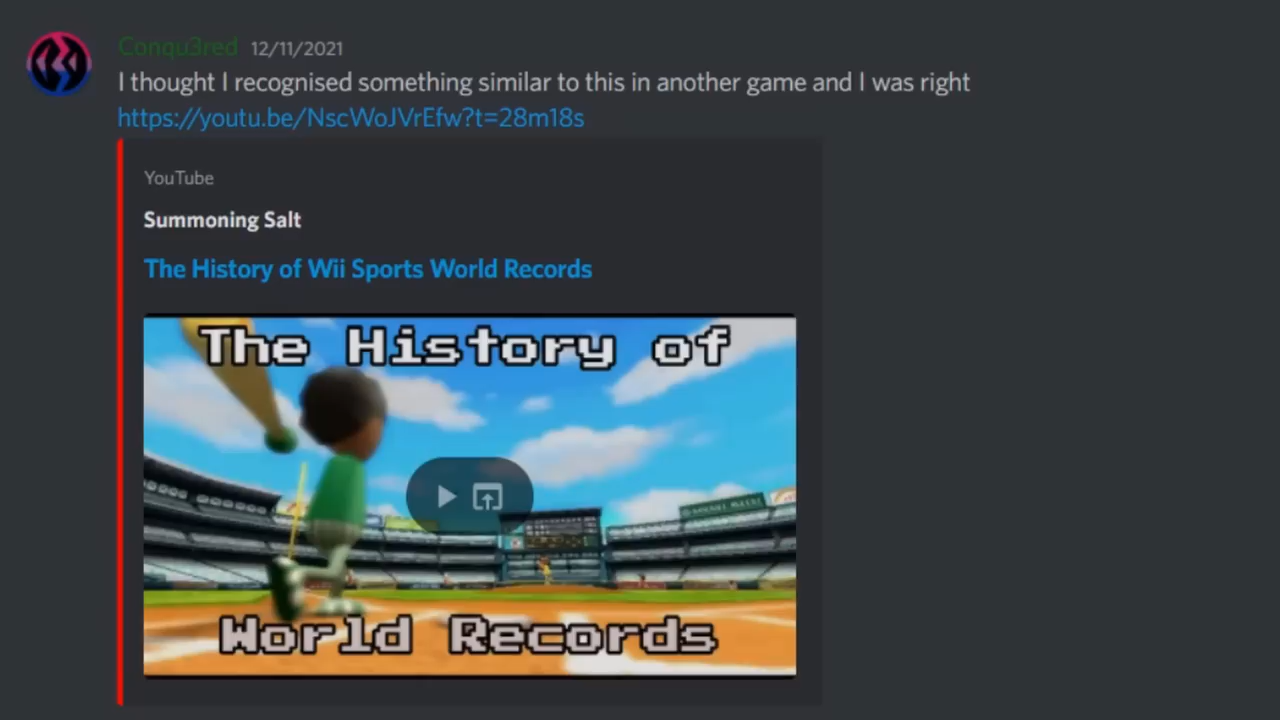 Conqu3red 12/11/2021
I thought I recognised something similar to this in another game and I was right
https://youtu.be/NscWoJVrEfw?t=28m18s
YouTube
Summoning Salt
The History of Wii Sports World Records
The History of
World Records